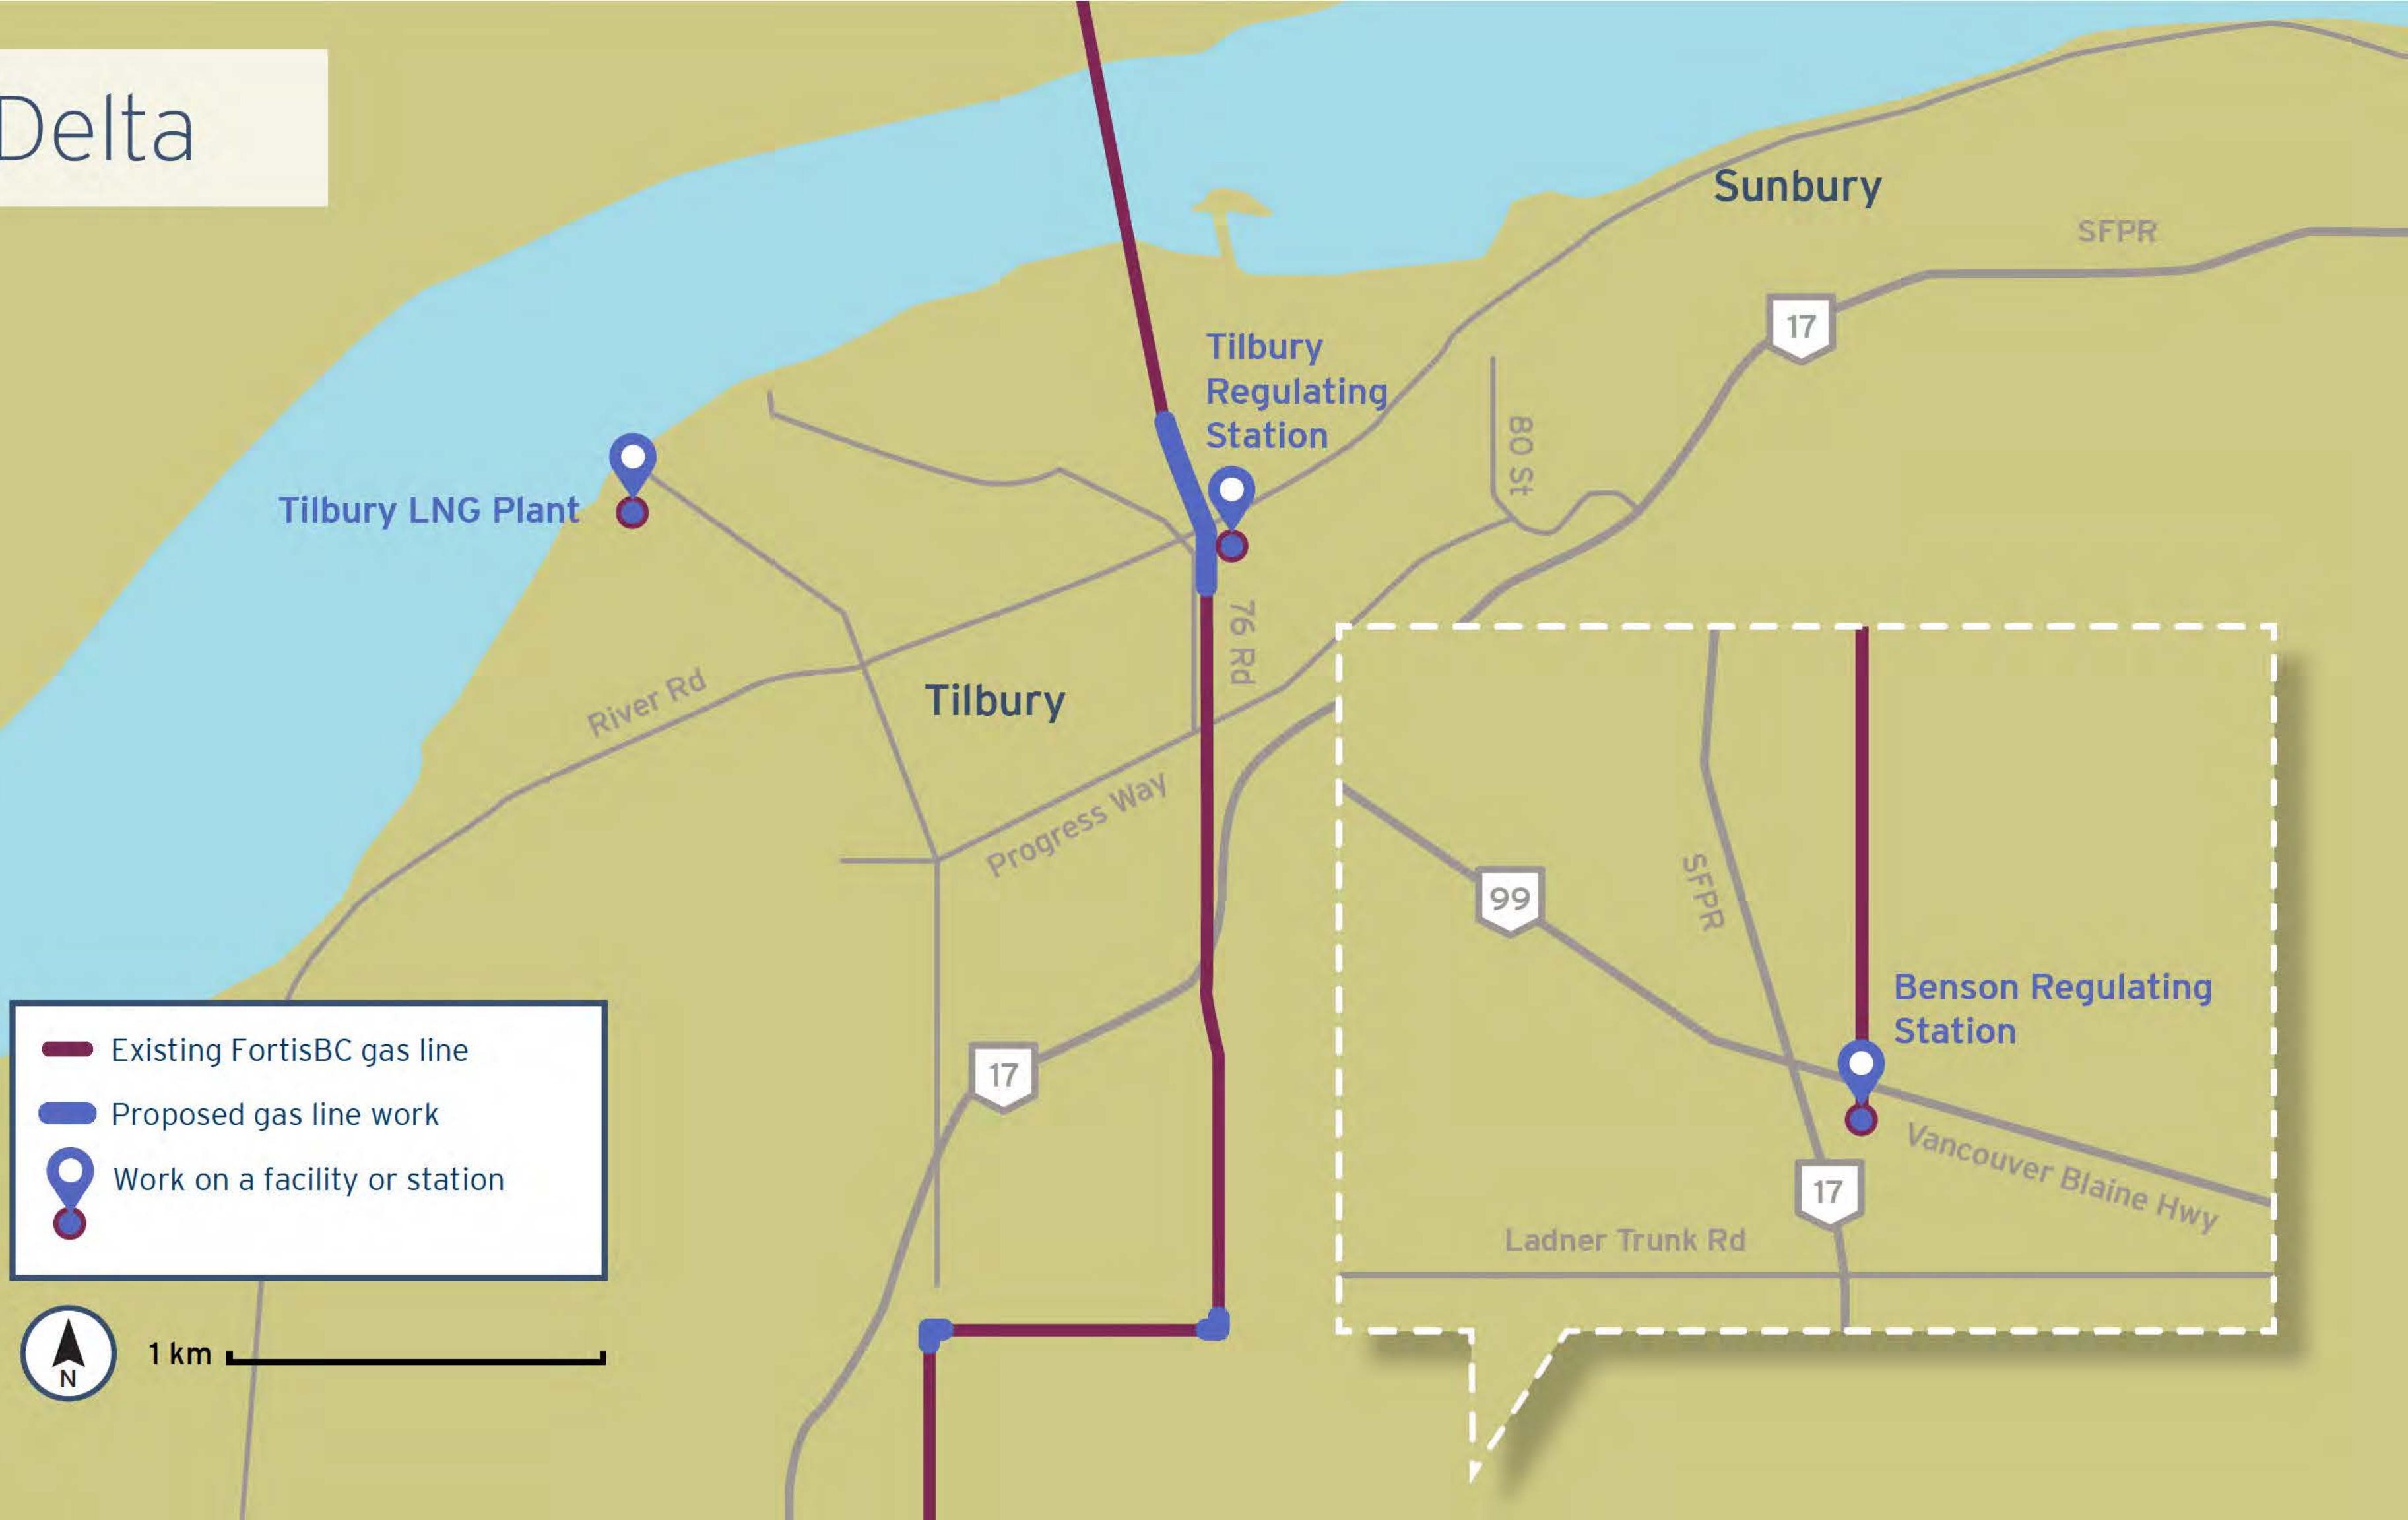 Delta
Sunbury
SFPR
17
Tilbury
Regulating
Station
80 St
Tilbury LNG Plant
76 Rd
River Rd
Tilbury
Progress Way
17
99
SFPR
Benson Regulating
Station
17
Vancouver Blaine Hwy
Ladner Trunk Rd
Existing FortisBC gas line
Proposed gas line work
Work on a facility or station
N
1 km